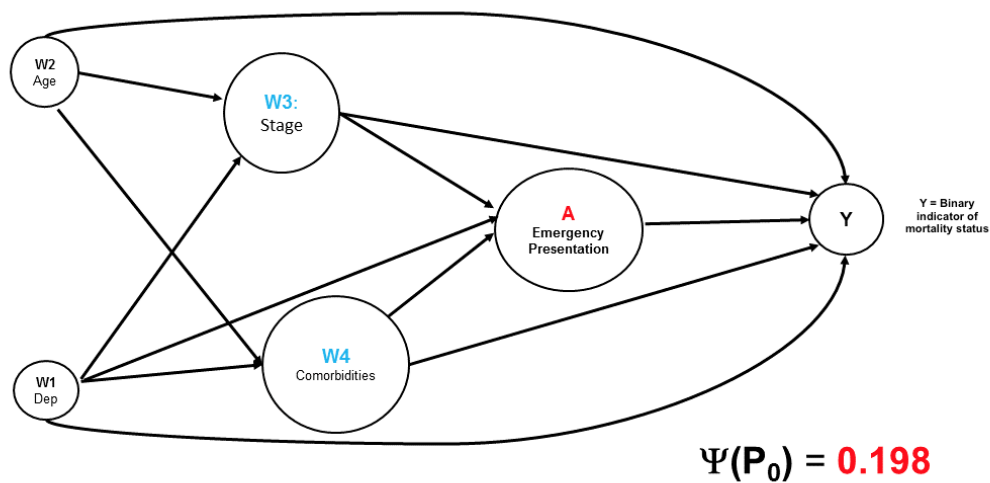 W2
Age
W3:
Stage
A
Emergency
Presentation
Y
Y = Binary
indicator of
mortality status
W4
Comorbidities
W1
Dep
Ψ(P₀) = 0.198